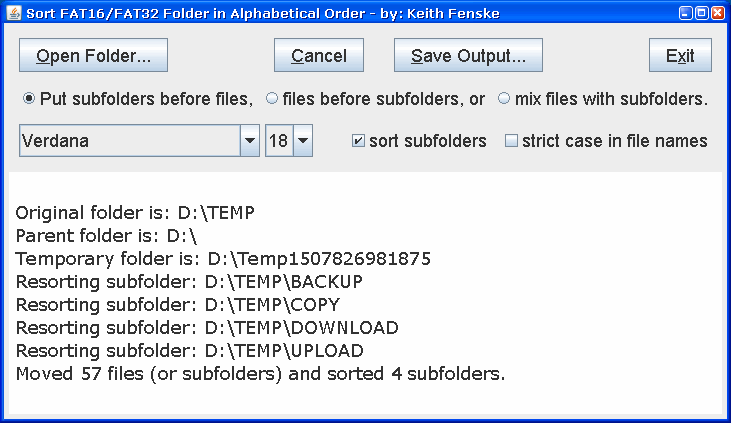 Sort FAT16/FAT32 Folder in Alphabetical Order - by: Keith Fenske
Open Folder... Cancel Save Output... Exit
Put subfolders before files, files before subfolders, or mix files with subfolders.
Verdana 18 sort subfolders strict case in file names
Original folder is: D:\TEMP
Parent folder is: D:\
Temporary folder is: D:\Temp1507826981875
Resorting subfolder: D:\TEMP\BACKUP
Resorting subfolder: D:\TEMP\COPY
Resorting subfolder: D:\TEMP\DOWNLOAD
Resorting subfolder: D:\TEMP\UPLOAD
Moved 57 files (or subfolders) and sorted 4 subfolders.